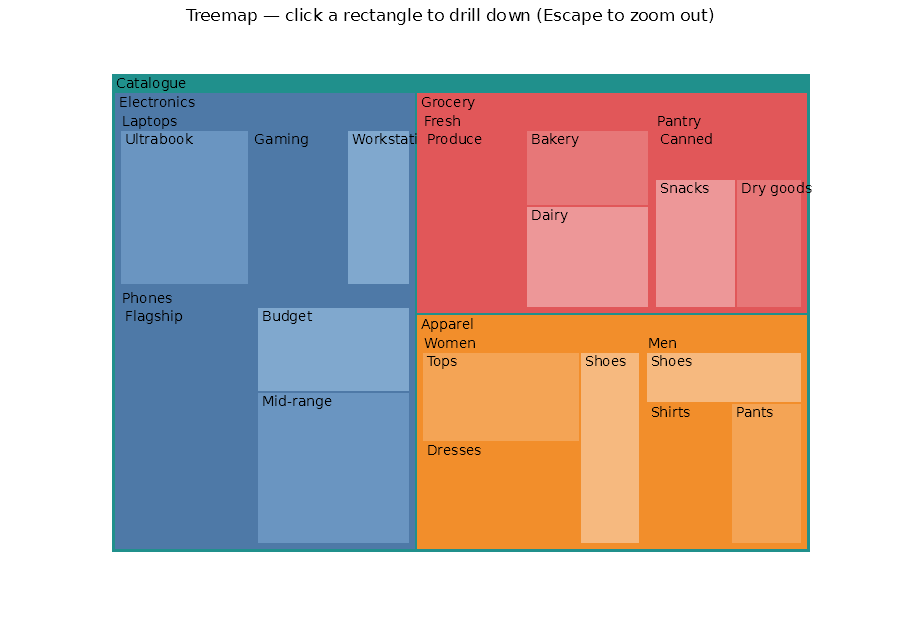 Treemap — click a rectangle to drill down (Escape to zoom out)
Catalogue
Electronics
Laptops
Ultrabook
Gaming
Workstati
Phones
Flagship
Budget
Mid-range
Grocery
Fresh
Produce
Bakery
Dairy
Pantry
Canned
Snacks
Dry goods
Apparel
Women
Tops
Shoes
Dresses
Men
Shoes
Shirts
Pants